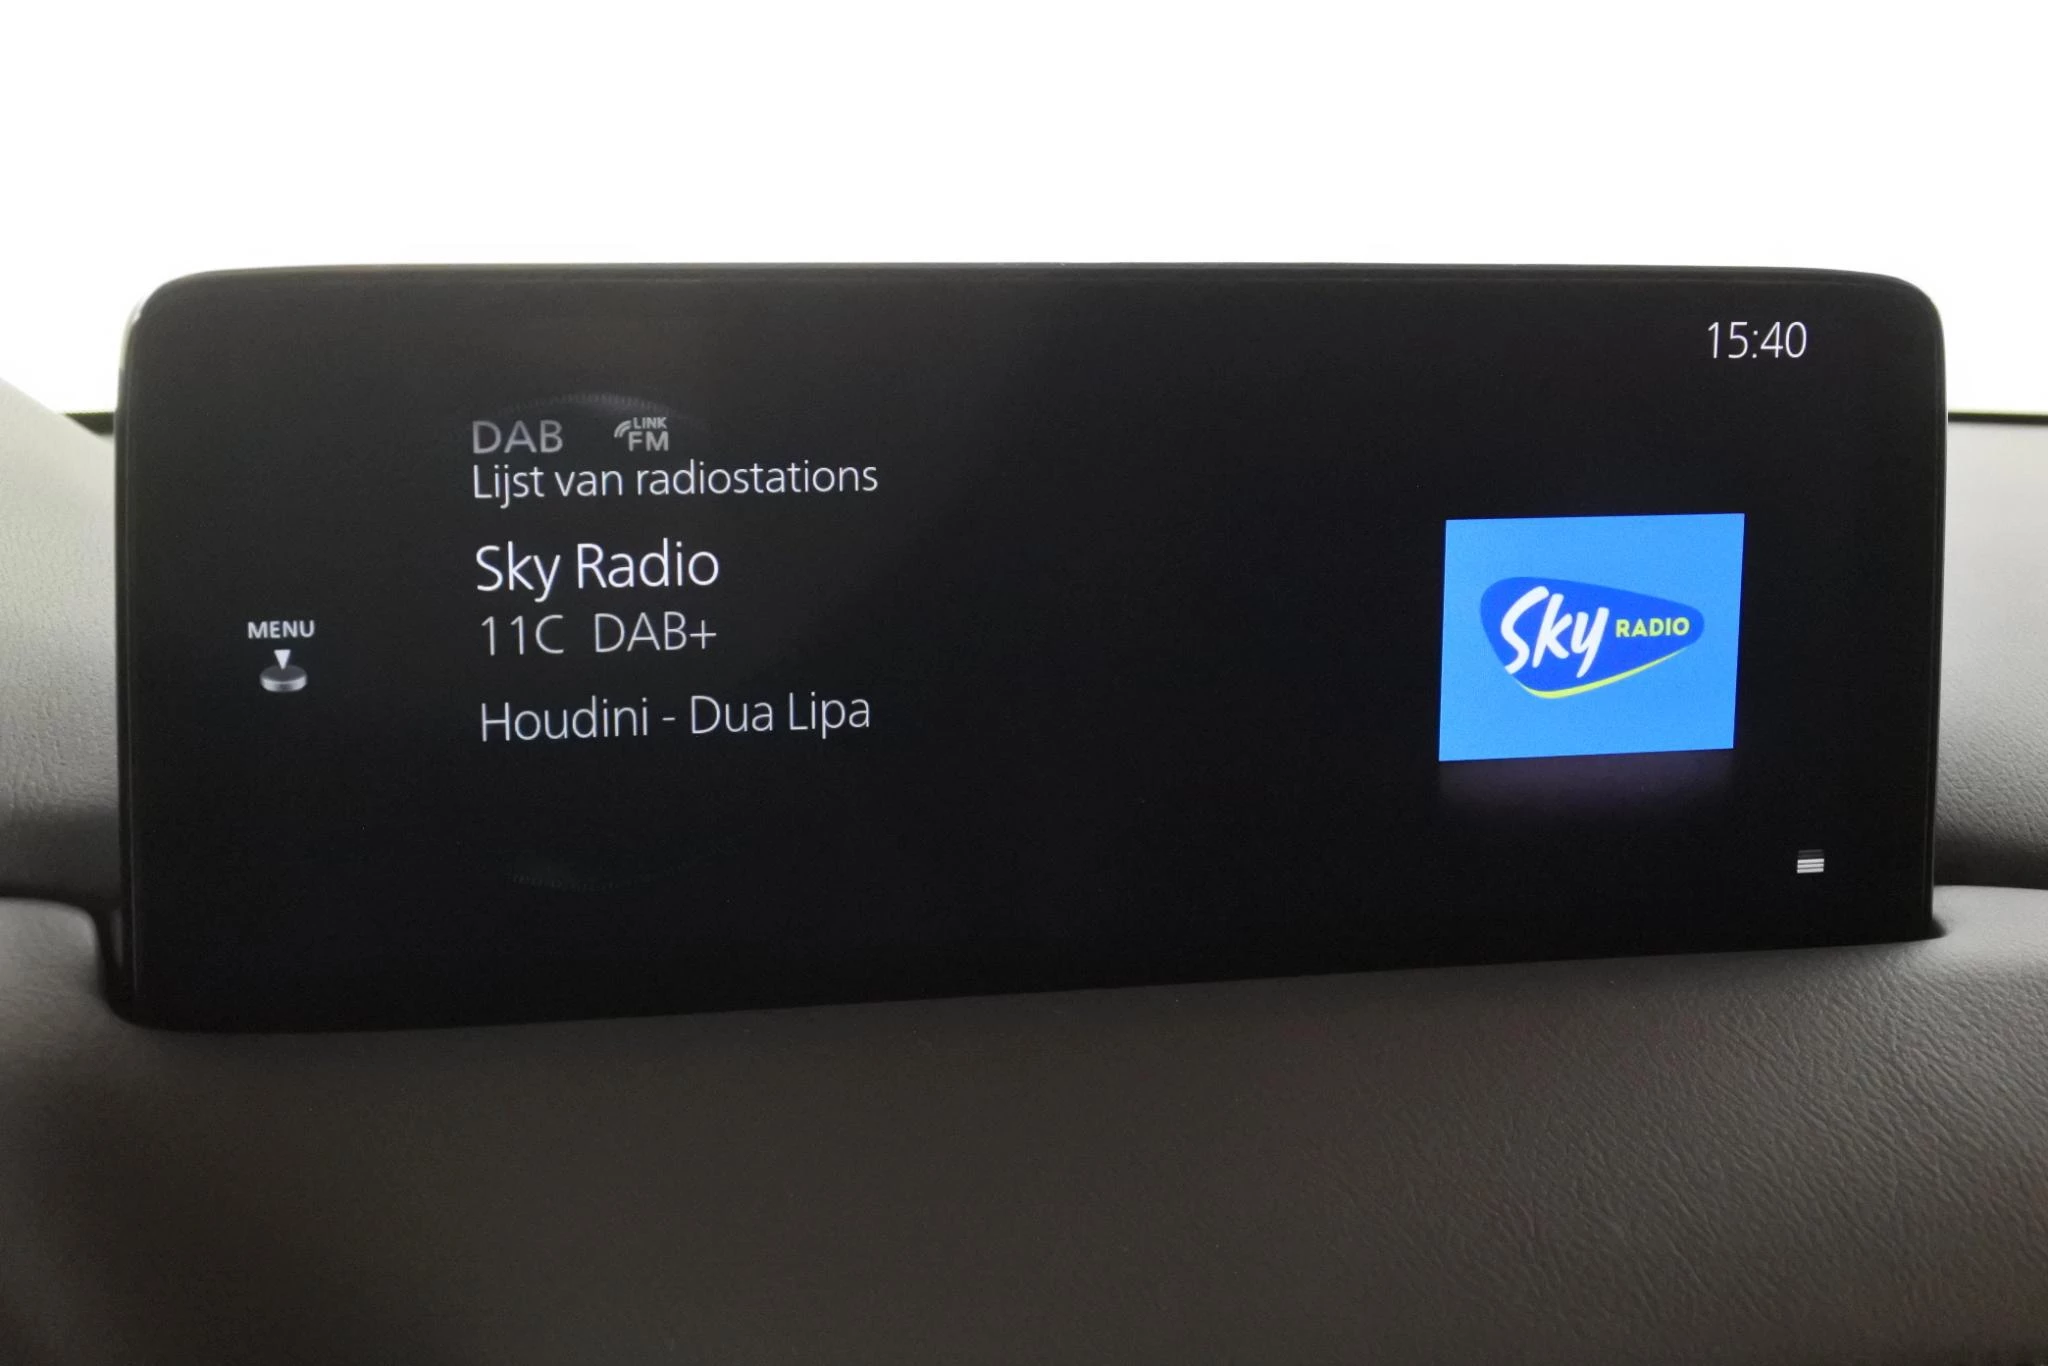 15:40
DAB LINK FM
Lijst van radiostations
Sky Radio
11C DAB+
MENU
Houdini - Dua Lipa
Sky RADIO